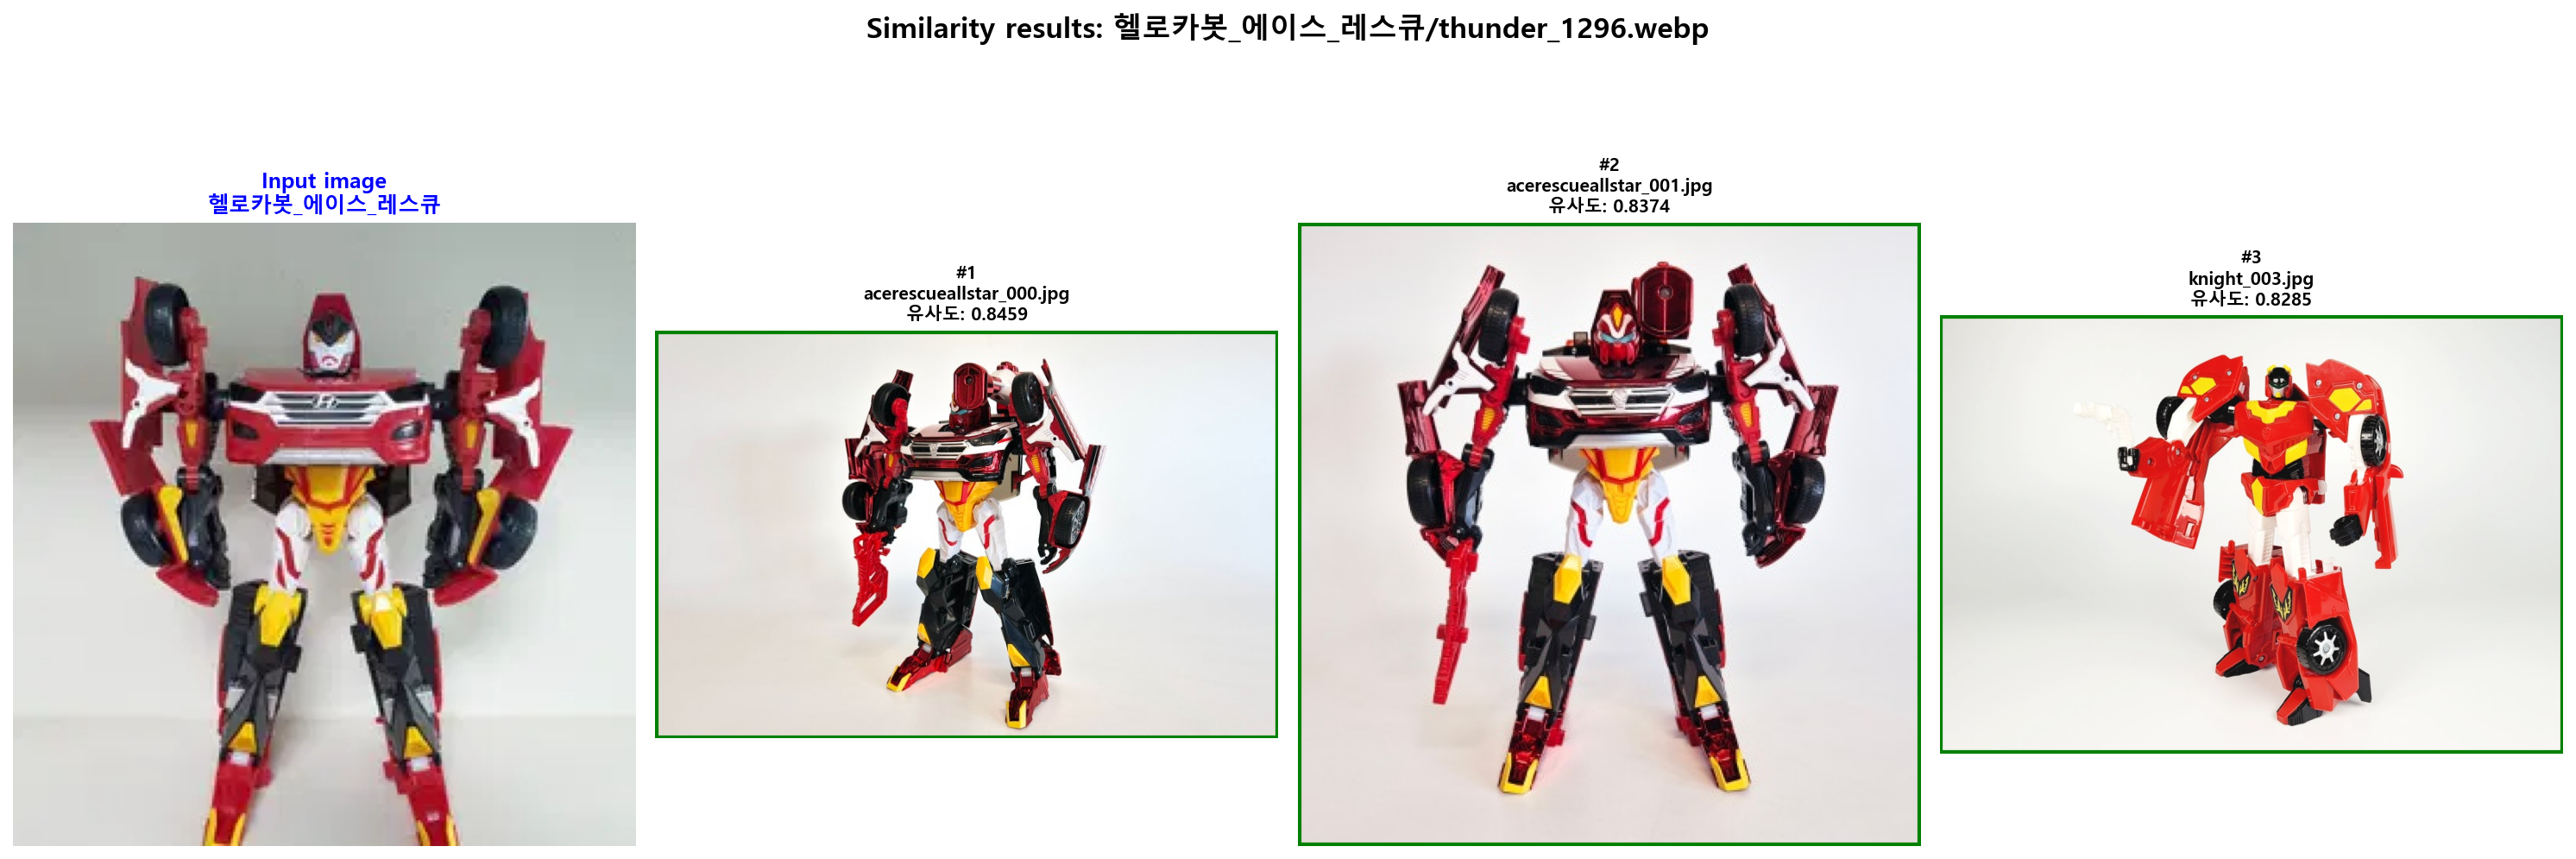 Similarity results: 헬로카봇_에이스_레스큐/thunder_1296.webp
Input image
헬로카봇_에이스_레스큐
#1
acerescueallstar_000.jpg
유사도: 0.8459
#2
acerescueallstar_001.jpg
유사도: 0.8374
#3
knight_003.jpg
유사도: 0.8285